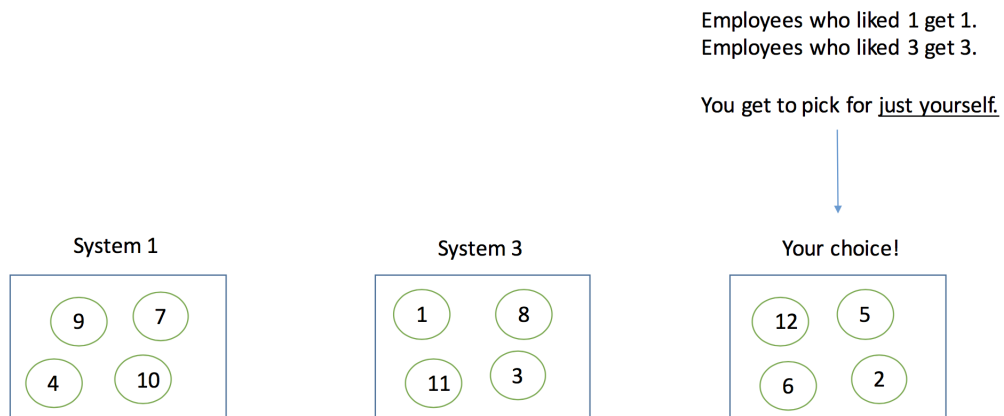 Employees who liked 1 get 1.
Employees who liked 3 get 3.
You get to pick for just yourself.
System 1
System 3
Your choice!
9
7
4
10
1
8
11
3
12
5
6
2